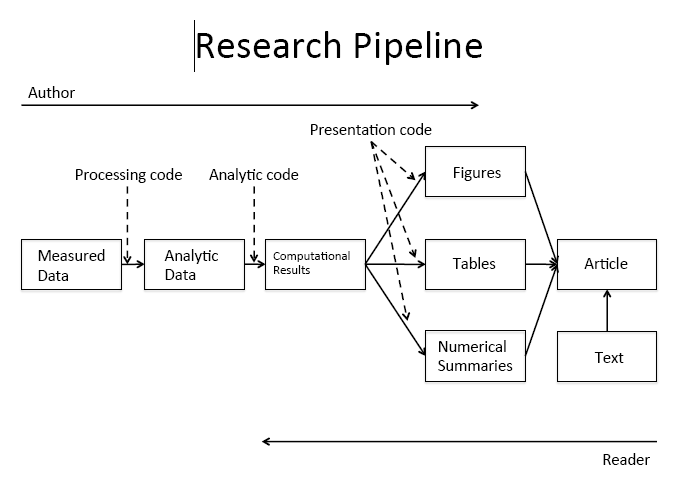 Research Pipeline
Author
Presentation code
Processing code
Analytic code
Figures
Measured
Data
Analytic
Data
Computational
Results
Tables
Article
Numerical
Summaries
Text
Reader